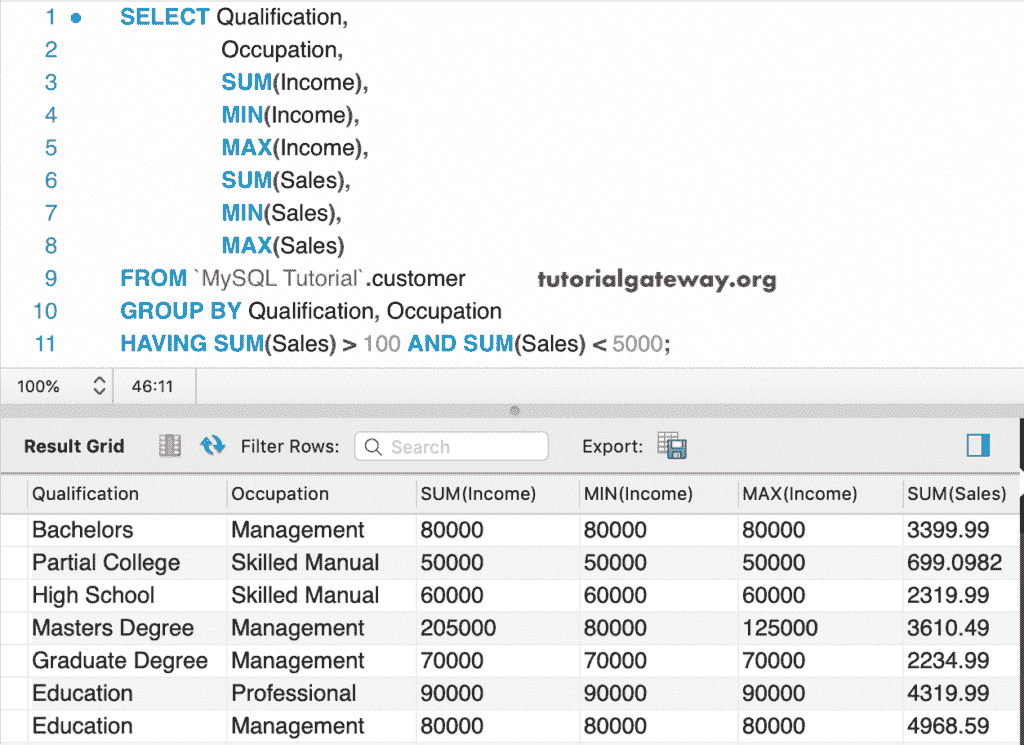 1 SELECT Qualification,
2 Occupation,
3 SUM(Income),
4 MIN(Income),
5 MAX(Income),
6 SUM(Sales),
7 MIN(Sales),
8 MAX(Sales)
9 FROM `MySQL Tutorial`.customer tutorialgateway.org
10 GROUP BY Qualification, Occupation
11 HAVING SUM(Sales) > 100 AND SUM(Sales) < 5000;
100% 46:11
Result Grid Filter Rows: Search Export:
Qualification Occupation SUM(Income) MIN(Income) MAX(Income) SUM(Sales)
Bachelors Management 80000 80000 80000 3399.99
Partial College Skilled Manual 50000 50000 50000 699.0982
High School Skilled Manual 60000 60000 60000 2319.99
Masters Degree Management 205000 80000 125000 3610.49
Graduate Degree Management 70000 70000 70000 2234.99
Education Professional 90000 90000 90000 4319.99
Education Management 80000 80000 80000 4968.59